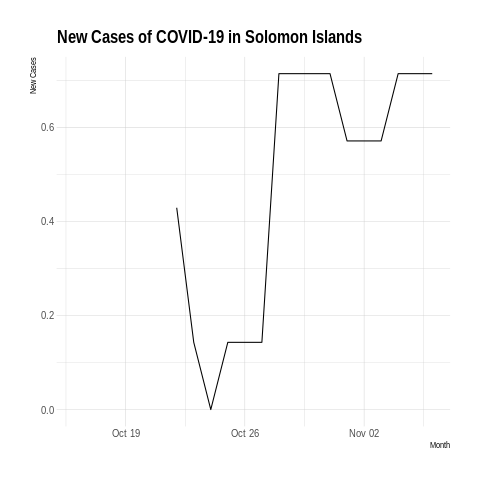 New Cases of COVID-19 in Solomon Islands
New Cases
0.6
0.4
0.2
0.0
Oct 19 Oct 26 Nov 02
Month